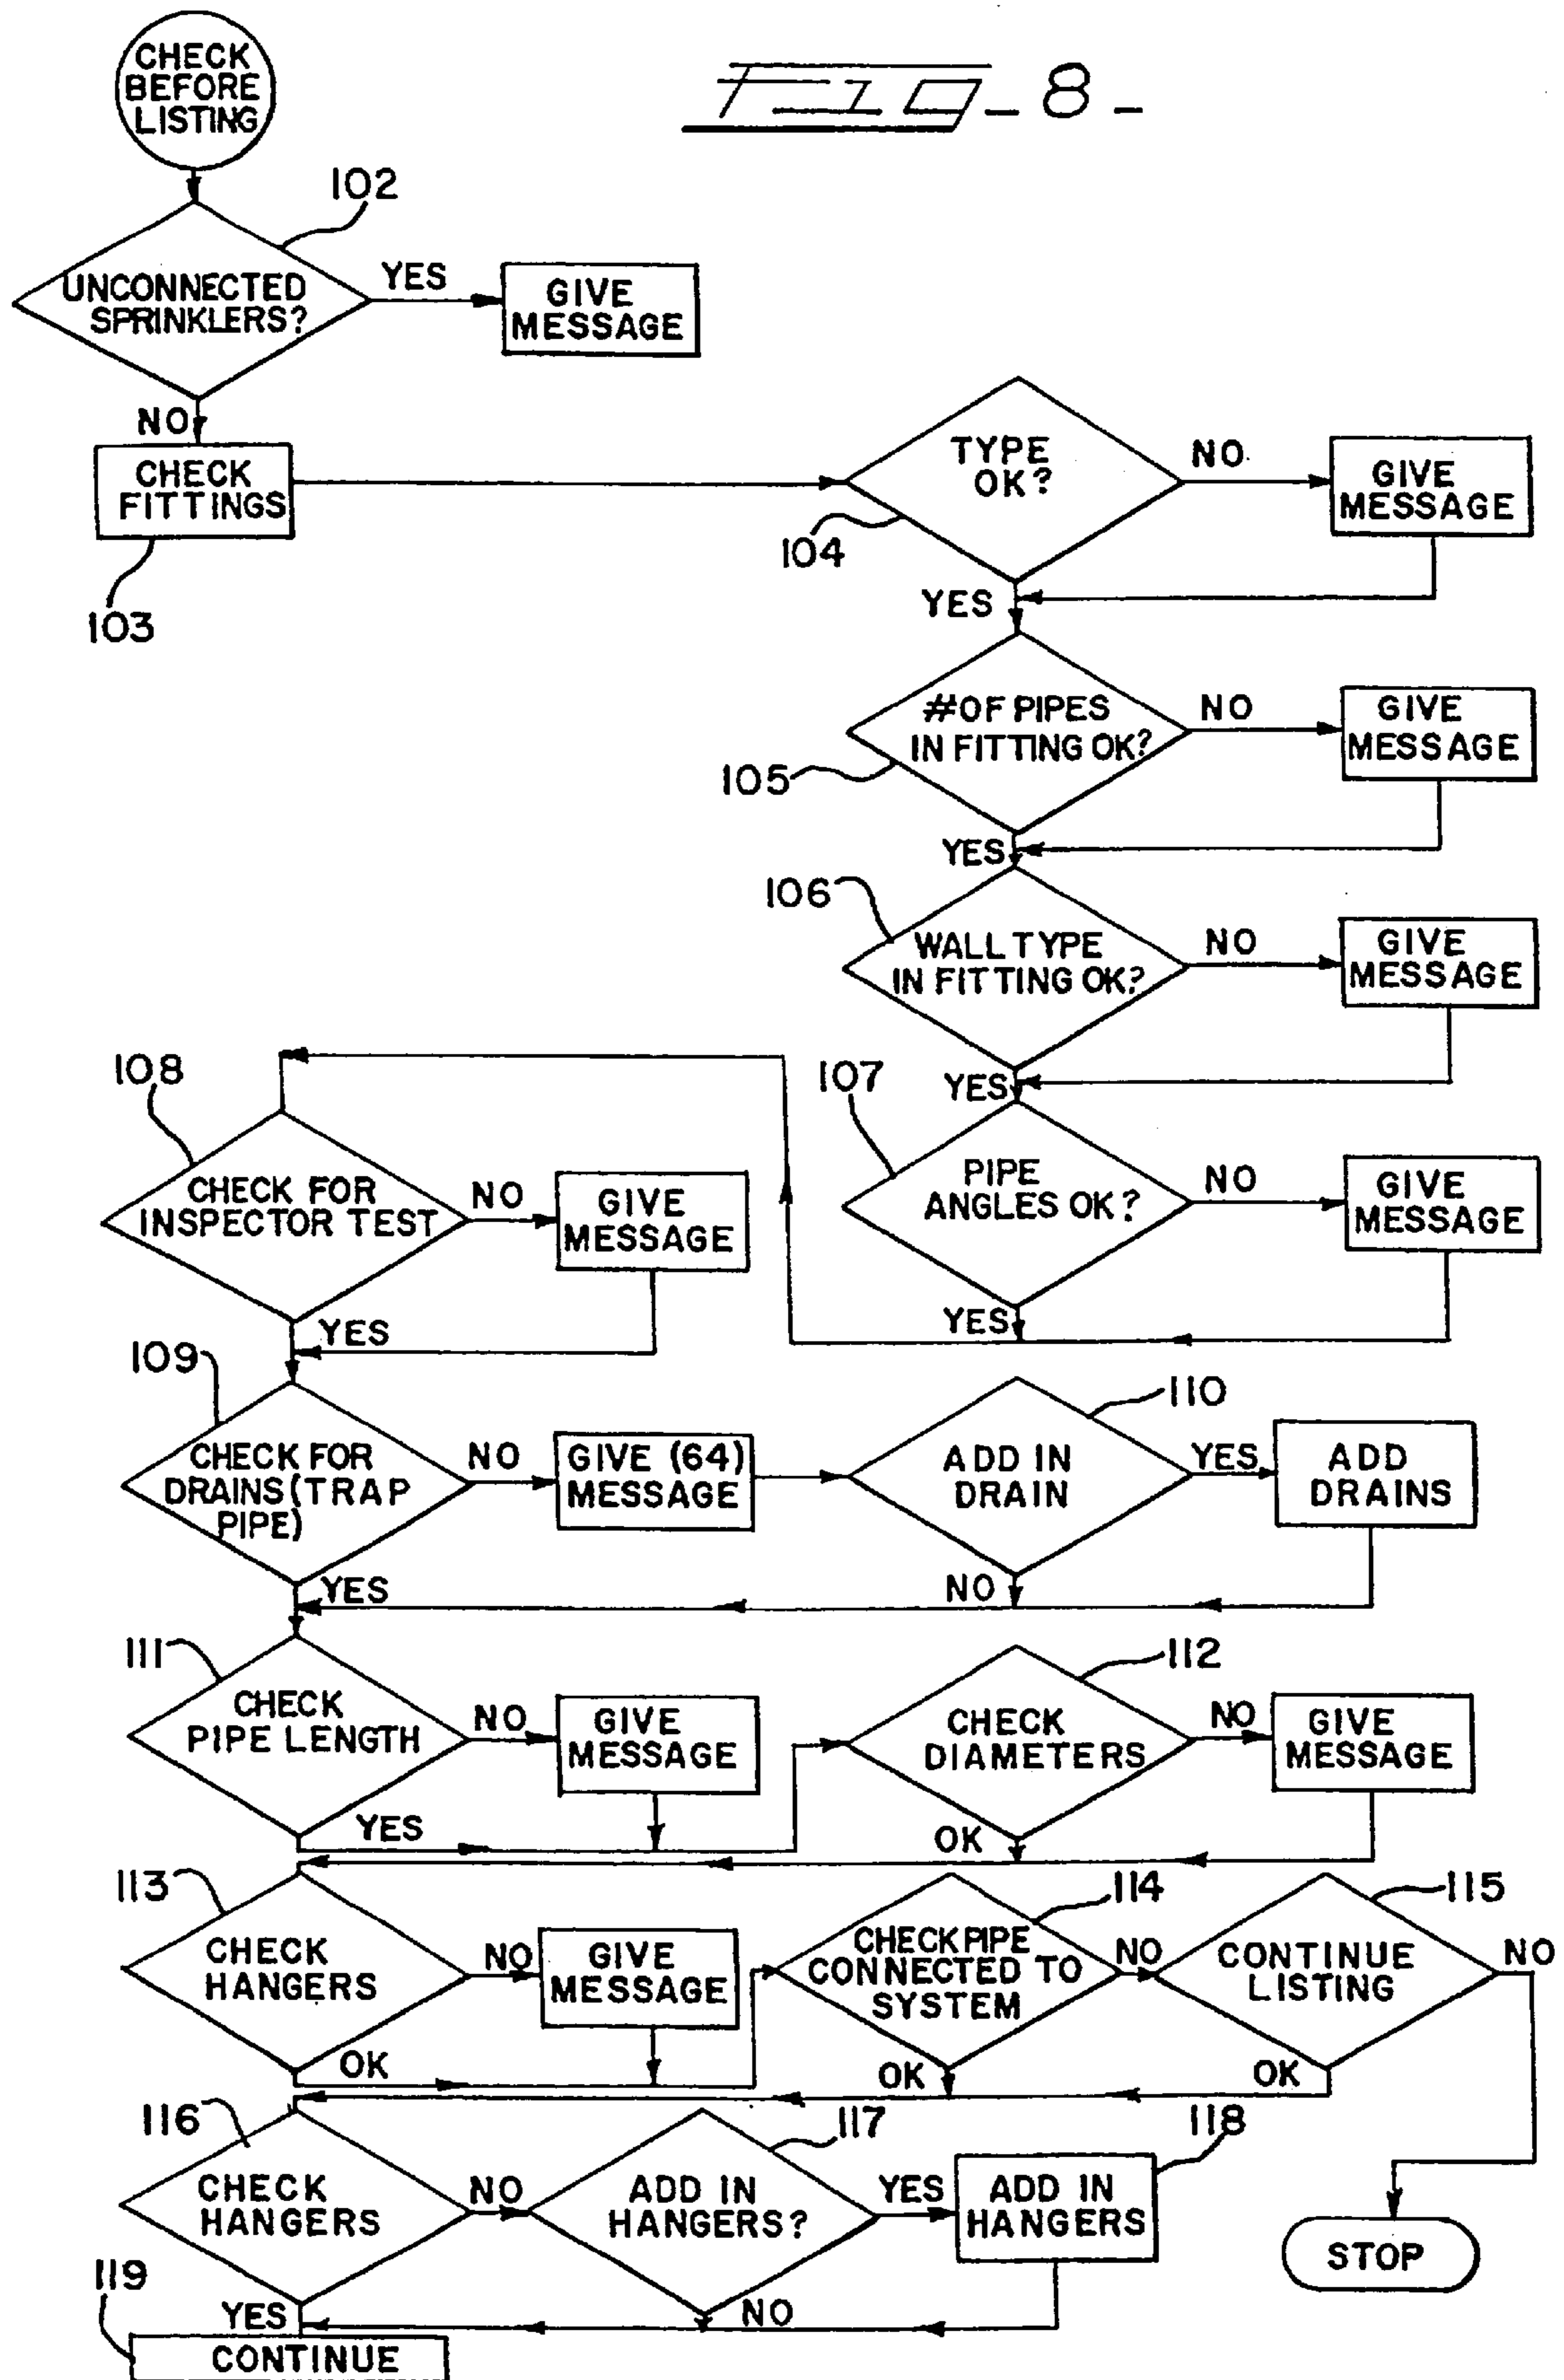 Fig-8-
CHECK
BEFORE
LISTING
102
UNCONNECTED
SPRINKLERS?
YES
GIVE
MESSAGE
NO
CHECK
FITTINGS
103
TYPE
OK?
104
NO
GIVE
MESSAGE
YES
#OF PIPES
IN FITTING OK?
105
NO
GIVE
MESSAGE
YES
106
WALL TYPE
IN FITTING OK?
NO
GIVE
MESSAGE
YES
107
PIPE
ANGLES OK?
NO
GIVE
MESSAGE
YES
108
CHECK FOR
INSPECTOR TEST
NO
GIVE
MESSAGE
YES
109
CHECK FOR
DRAINS(TRAP
PIPE)
NO
GIVE (64)
MESSAGE
110
ADD IN
DRAIN
YES
ADD
DRAINS
NO
YES
111
CHECK
PIPE LENGTH
NO
GIVE
MESSAGE
YES
112
CHECK
DIAMETERS
NO
GIVE
MESSAGE
OK
113
CHECK
HANGERS
NO
GIVE
MESSAGE
OK
114
CHECK PIPE
CONNECTED TO
SYSTEM
NO
OK
115
CONTINUE
LISTING
NO
OK
STOP
116
CHECK
HANGERS
NO
117
ADD IN
HANGERS?
YES
118
ADD IN
HANGERS
NO
YES
119
CONTINUE